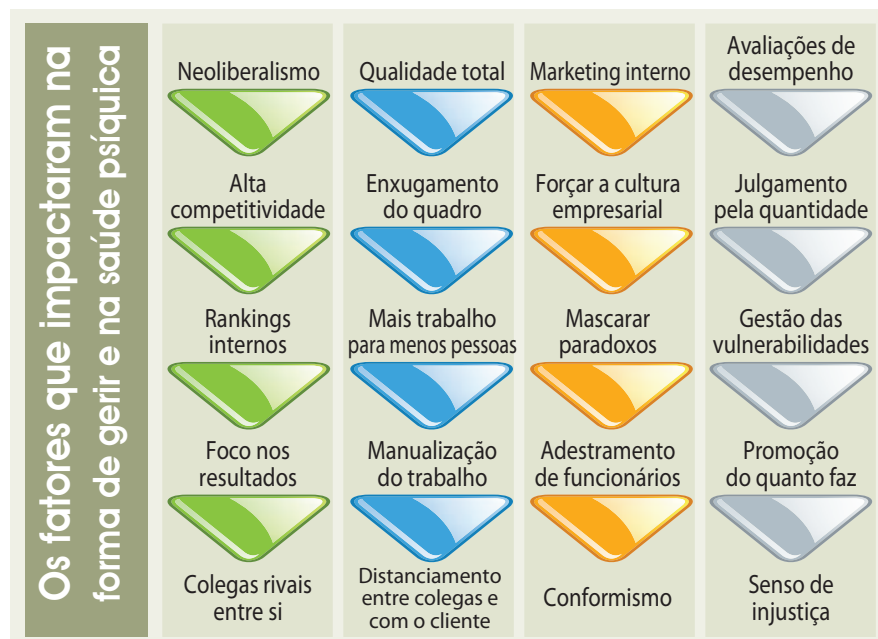 Os fatores que impactaram na
forma de gerir e na saúde psíquica
Neoliberalismo
Alta
competitividade
Rankings
internos
Foco nos
resultados
Colegas rivais
entre si
Qualidade total
Enxugamento
do quadro
Mais trabalho
para menos pessoas
Manualização
do trabalho
Distanciamento
entre colegas e
com o cliente
Marketing interno
Forçar a cultura
empresarial
Mascarar
paradoxos
Adestramento
de funcionários
Conformismo
Avaliações de
desempenho
Julgamento
pela quantidade
Gestão das
vulnerabilidades
Promoção
do quanto faz
Senso de
injustiça